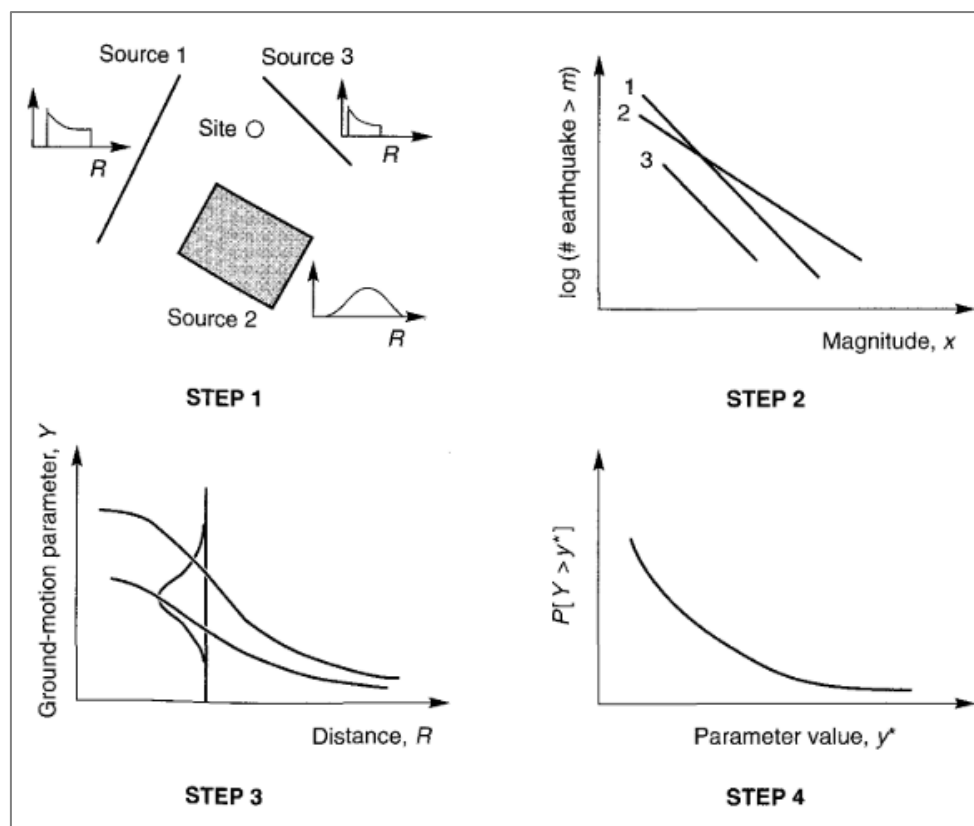 Source 1
Source 3
Site
R
R
Source 2
R
STEP 1
log (# earthquake > m)
1
2
3
Magnitude, x
STEP 2
Ground-motion parameter, Y
Distance, R
STEP 3
P[Y > y*]
Parameter value, y*
STEP 4